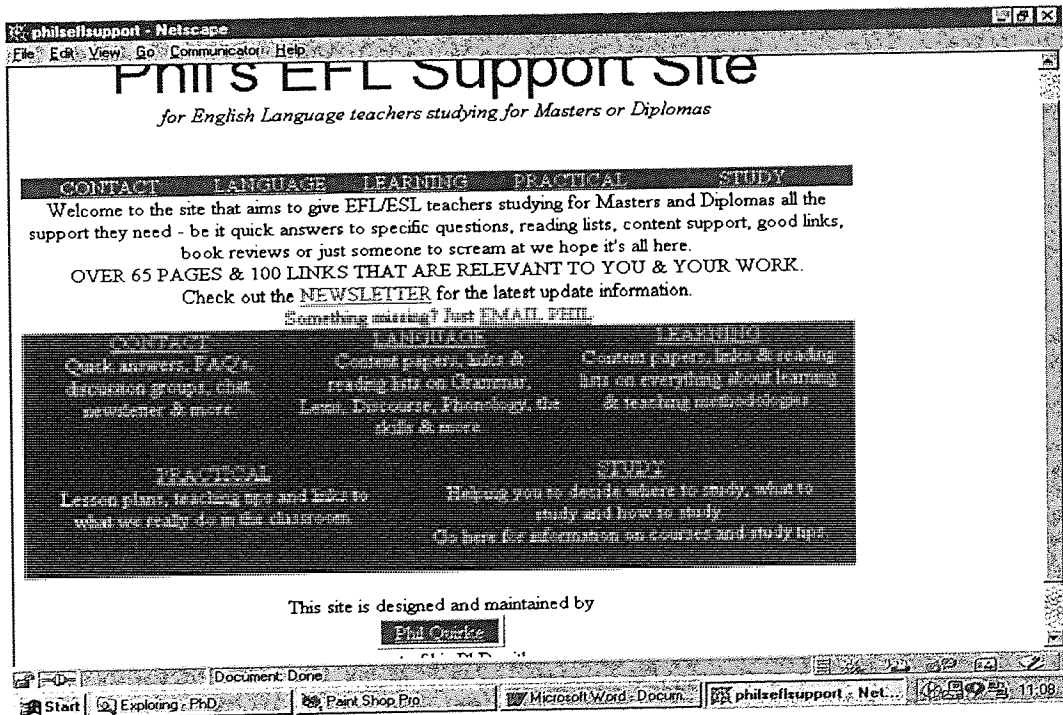 philseflsupport - Netscape
File Edit View Go Communicator Help
Phil's EFL Support Site
for English Language teachers studying for Masters or Diplomas
CONTACT LANGUAGE LEARNING PRACTICAL STUDY
Welcome to the site that aims to give EFL/ESL teachers studying for Masters and Diplomas all the
support they need - be it quick answers to specific questions, reading lists, content support, good links,
book reviews or just someone to scream at we hope it's all here.
OVER 65 PAGES & 100 LINKS THAT ARE RELEVANT TO YOU & YOUR WORK.
Check out the NEWSLETTER for the latest update information.
Something missing? Just EMAIL PHIL
CONTACT
Quick answers, FAQ's,
discussion groups, chat,
newsletter & more.
LANGUAGE
Content papers, links &
reading lists on Grammar,
Lexis, Discourse, Phonology, the
skills & more
LEARNING
Content papers, links & reading
lists on everything about learning
& teaching methodologies
PRACTICAL
Lesson plans, teaching tips and links to
what we really do in the classroom
STUDY
Helping you to decide where to study, what to
study and how to study
Go here for information on courses and study tips.
This site is designed and maintained by
Phil Quirke
Document: Done
Start Exploring - PhD Paint Shop Pro Microsoft Word - Docum... philseflsupport - Net... 11:08